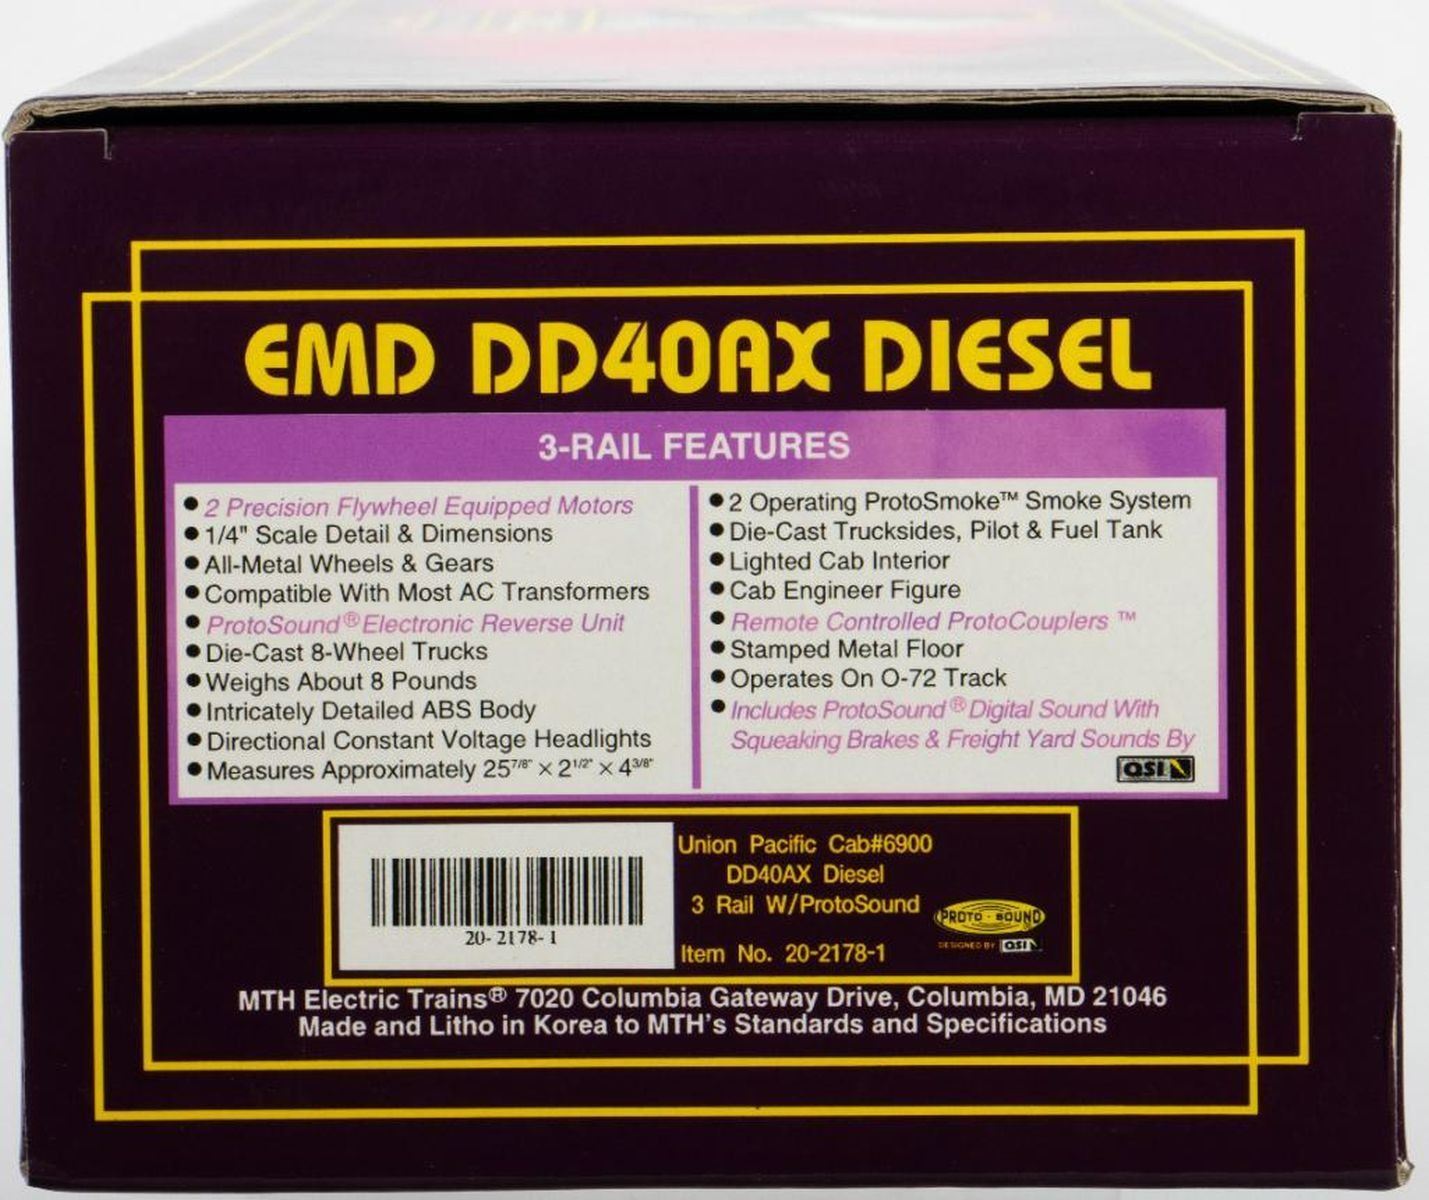 EMD DD40AX DIESEL
3-RAIL FEATURES
● 2 Precision Flywheel Equipped Motors
● 1/4" Scale Detail & Dimensions
● All-Metal Wheels & Gears
● Compatible With Most AC Transformers
● ProtoSound® Electronic Reverse Unit
● Die-Cast 8-Wheel Trucks
● Weighs About 8 Pounds
● Intricately Detailed ABS Body
● Directional Constant Voltage Headlights
● Measures Approximately 25 7/8" × 2 1/2" × 4 3/8"
● 2 Operating ProtoSmoke™ Smoke System
● Die-Cast Trucksides, Pilot & Fuel Tank
● Lighted Cab Interior
● Cab Engineer Figure
● Remote Controlled ProtoCouplers ™
● Stamped Metal Floor
● Operates On O-72 Track
● Includes ProtoSound® Digital Sound With
Squeaking Brakes & Freight Yard Sounds By
QSI
20-2178-1
Union Pacific Cab#6900
DD40AX Diesel
3 Rail W/ProtoSound
Item No. 20-2178-1
PROTO-SOUND
DESIGNED BY QSI
MTH Electric Trains® 7020 Columbia Gateway Drive, Columbia, MD 21046
Made and Litho in Korea to MTH's Standards and Specifications